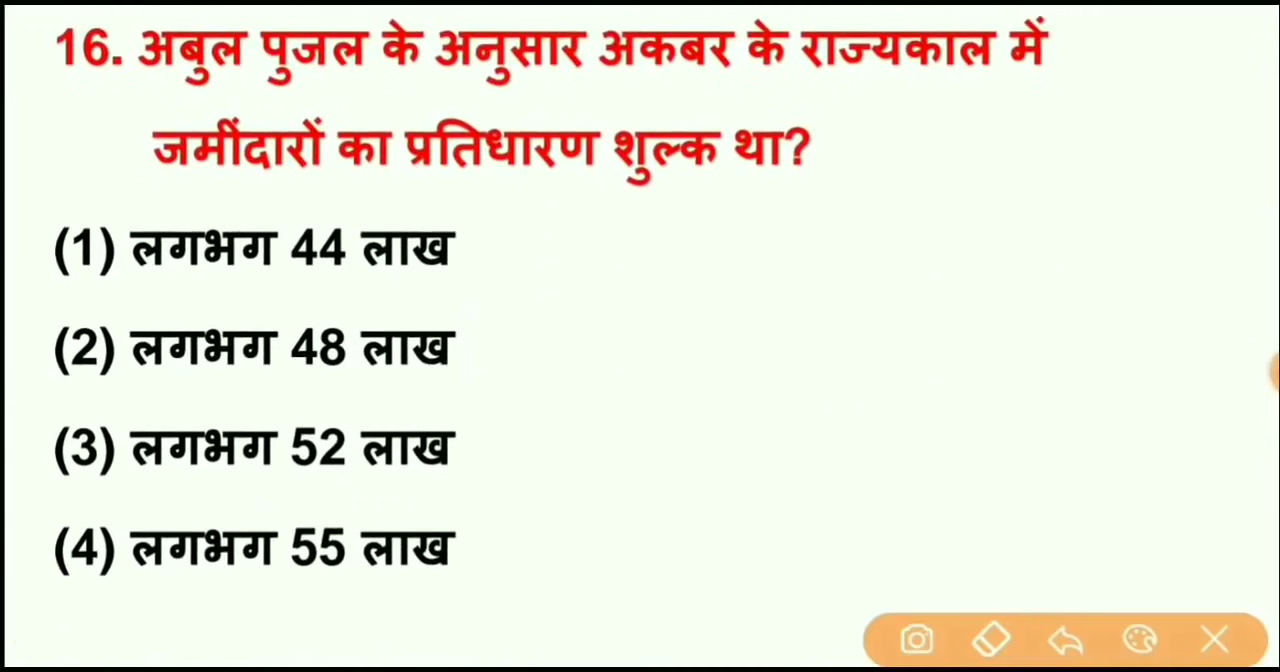 16. अबुल पुजल के अनुसार अकबर के राज्यकाल में
जमींदारों का प्रतिधारण शुल्क था?
(1) लगभग 44 लाख
(2) लगभग 48 लाख
(3) लगभग 52 लाख
(4) लगभग 55 लाख